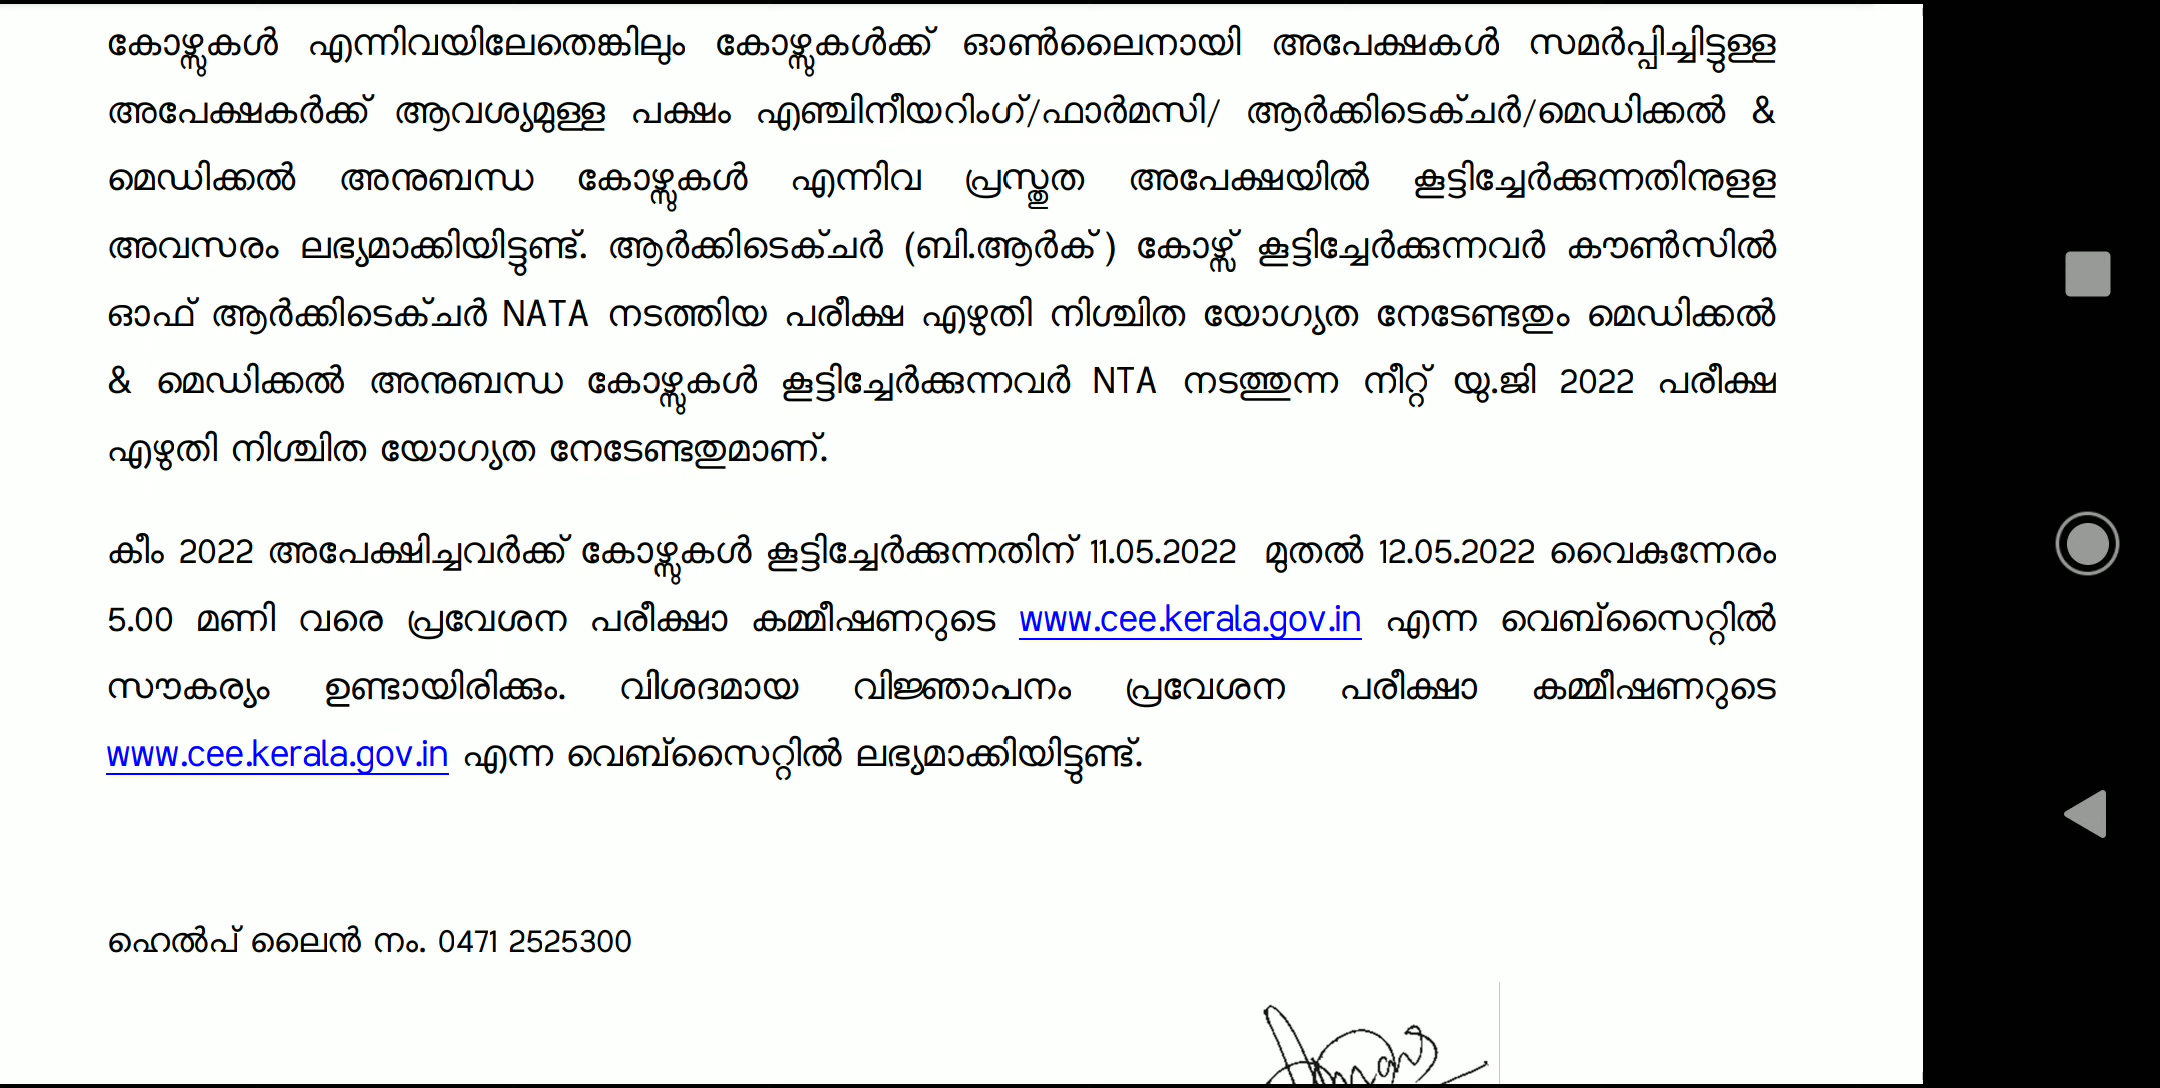 കോഴ്സുകൾ എന്നിവയിലേതെങ്കിലും കോഴ്സുകൾക്ക് ഓൺലൈനായി അപേക്ഷകൾ സമർപ്പിച്ചിട്ടുള്ള
അപേക്ഷകർക്ക് ആവശ്യമുള്ള പക്ഷം എഞ്ചിനീയറിംഗ്/ഫാർമസി/ ആർക്കിടെക്ചർ/മെഡിക്കൽ &
മെഡിക്കൽ അനുബന്ധ കോഴ്സുകൾ എന്നിവ പ്രസ്തുത അപേക്ഷയിൽ കൂട്ടിച്ചേർക്കുന്നതിനുളള
അവസരം ലഭ്യമാക്കിയിട്ടുണ്ട്. ആർക്കിടെക്ചർ (ബി.ആർക്) കോഴ്സ് കൂട്ടിച്ചേർക്കുന്നവർ കൗൺസിൽ
ഓഫ് ആർക്കിടെക്ചർ NATA നടത്തിയ പരീക്ഷ എഴുതി നിശ്ചിത യോഗ്യത നേടേണ്ടതും മെഡിക്കൽ
& മെഡിക്കൽ അനുബന്ധ കോഴ്സുകൾ കൂട്ടിച്ചേർക്കുന്നവർ NTA നടത്തുന്ന നീറ്റ് യു.ജി 2022 പരീക്ഷ
എഴുതി നിശ്ചിത യോഗ്യത നേടേണ്ടതുമാണ്.
കീം 2022 അപേക്ഷിച്ചവർക്ക് കോഴ്സുകൾ കൂട്ടിച്ചേർക്കുന്നതിന് 11.05.2022 മുതൽ 12.05.2022 വൈകുന്നേരം
5.00 മണി വരെ പ്രവേശന പരീക്ഷാ കമ്മീഷണറുടെ www.cee.kerala.gov.in എന്ന വെബ്സൈറ്റിൽ
സൗകര്യം ഉണ്ടായിരിക്കും. വിശദമായ വിജ്ഞാപനം പ്രവേശന പരീക്ഷാ കമ്മീഷണറുടെ
www.cee.kerala.gov.in എന്ന വെബ്സൈറ്റിൽ ലഭ്യമാക്കിയിട്ടുണ്ട്.
ഹെൽപ് ലൈൻ നം. 0471 2525300